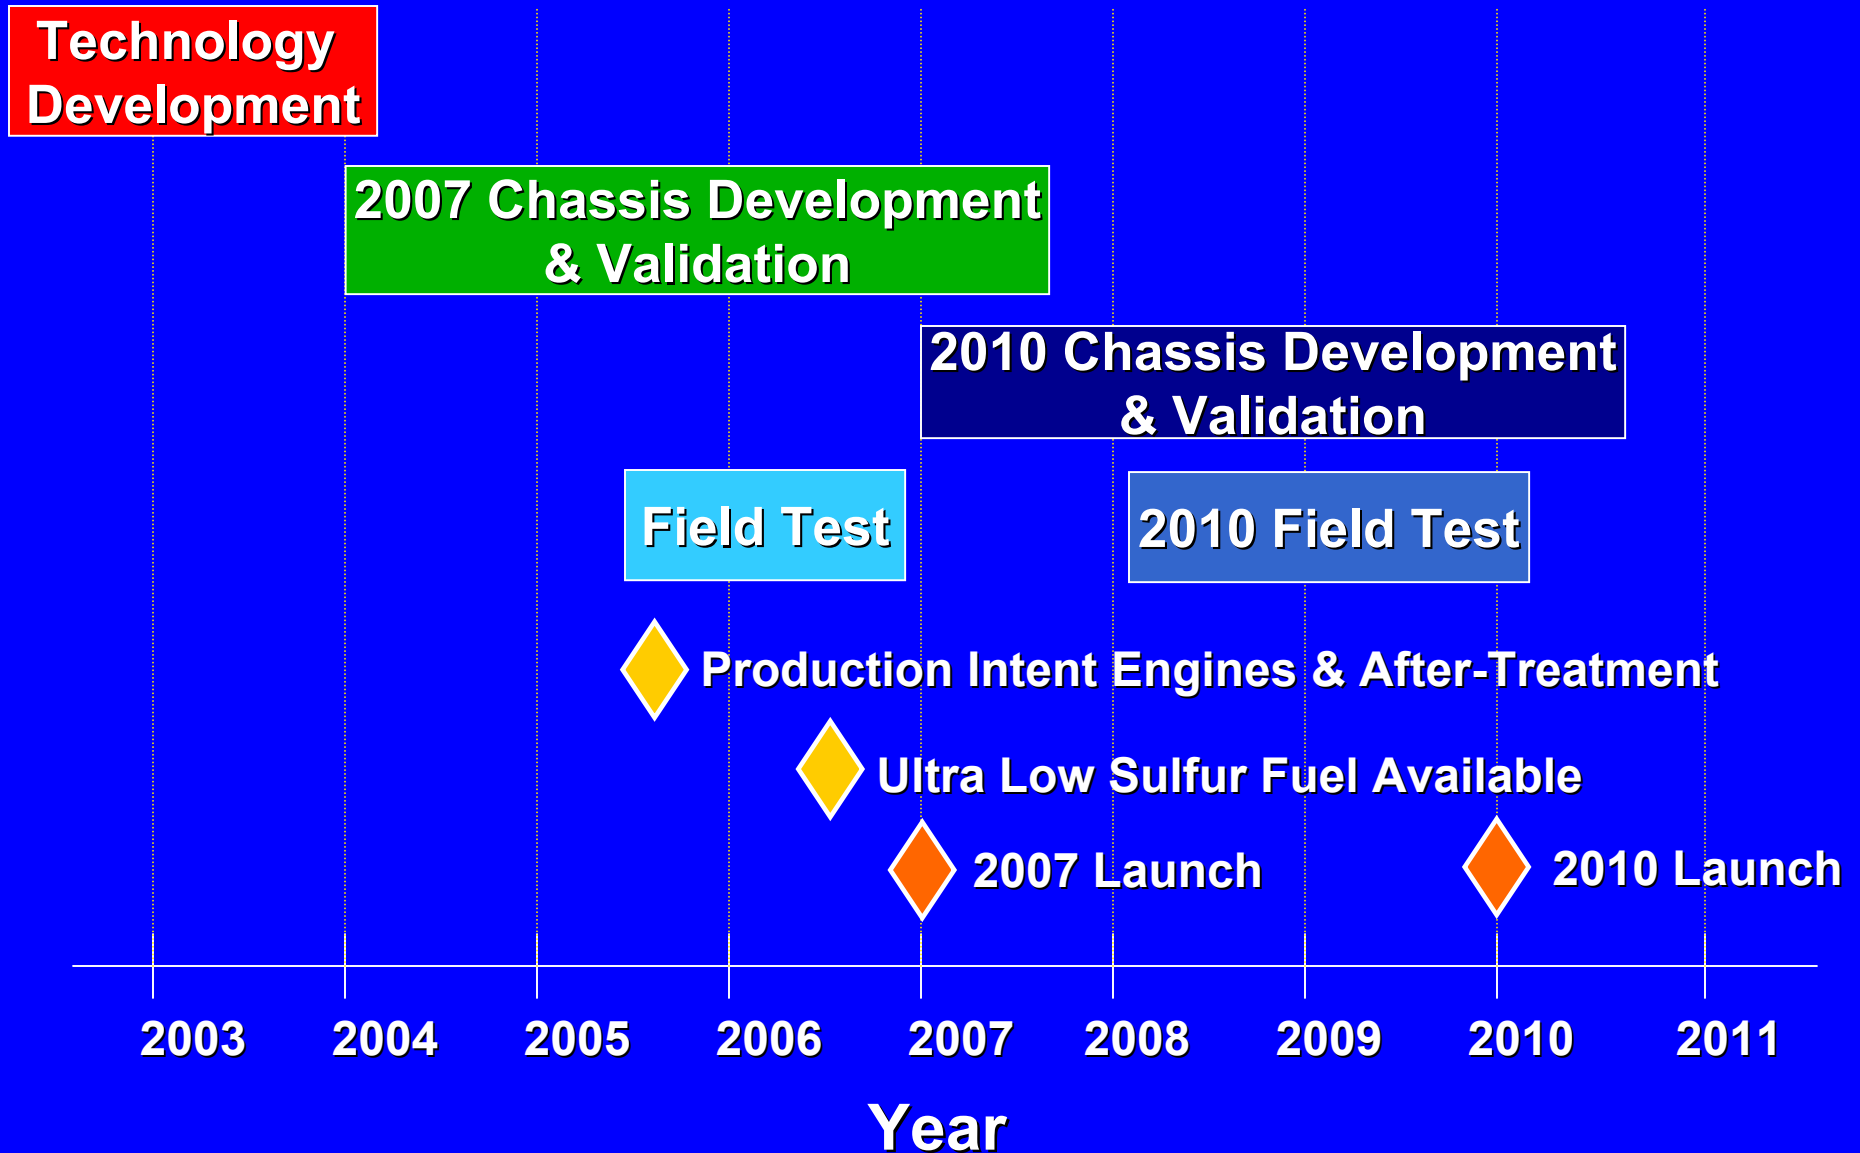 Technology
Development
2007 Chassis Development
& Validation
2010 Chassis Development
& Validation
Field Test
2010 Field Test
Production Intent Engines & After-Treatment
Ultra Low Sulfur Fuel Available
2007 Launch
2010 Launch
2003 2004 2005 2006 2007 2008 2009 2010 2011
Year